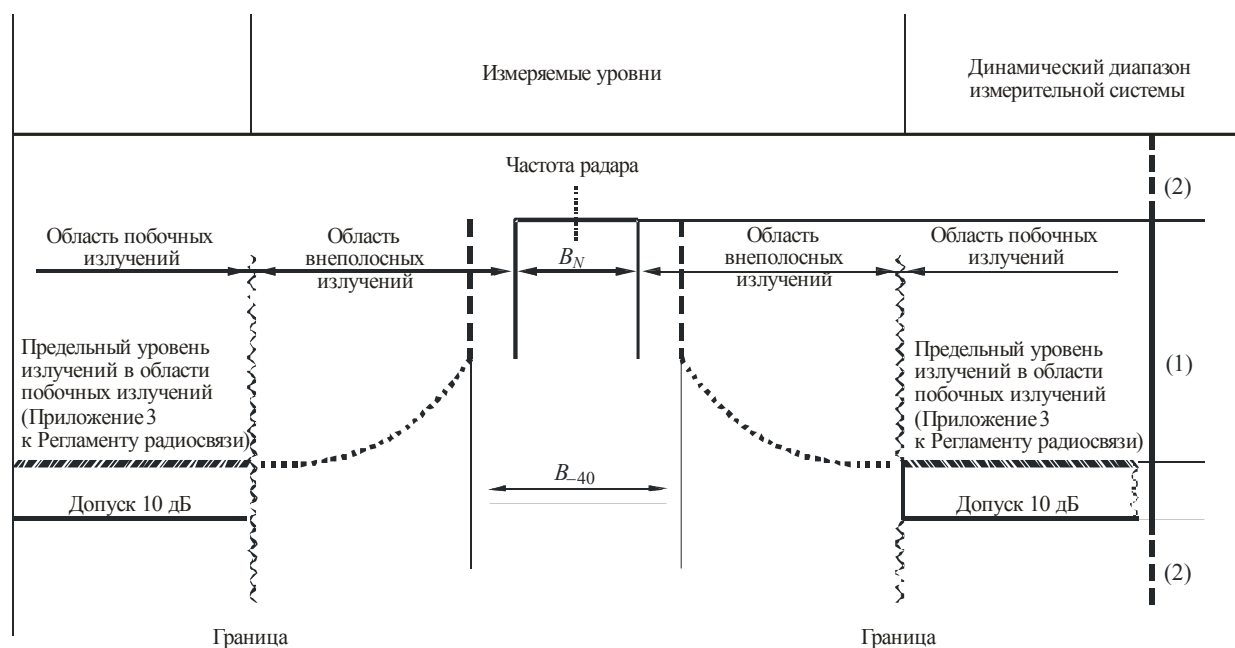 Измеряемые уровни
Динамический диапазон
измерительной системы
Частота радара
(2)
Область побочных
излучений
Область
внеполосных
излучений
B_N
Область
внеполосных
излучений
Область побочных
излучений
Предельный уровень
излучений в области
побочных излучений
(Приложение 3
к Регламенту радиосвязи)
Предельный уровень
излучений в области
побочных излучений
(Приложение 3
к Регламенту радиосвязи)
(1)
B_–40
Допуск 10 дБ
Допуск 10 дБ
(2)
Граница
Граница